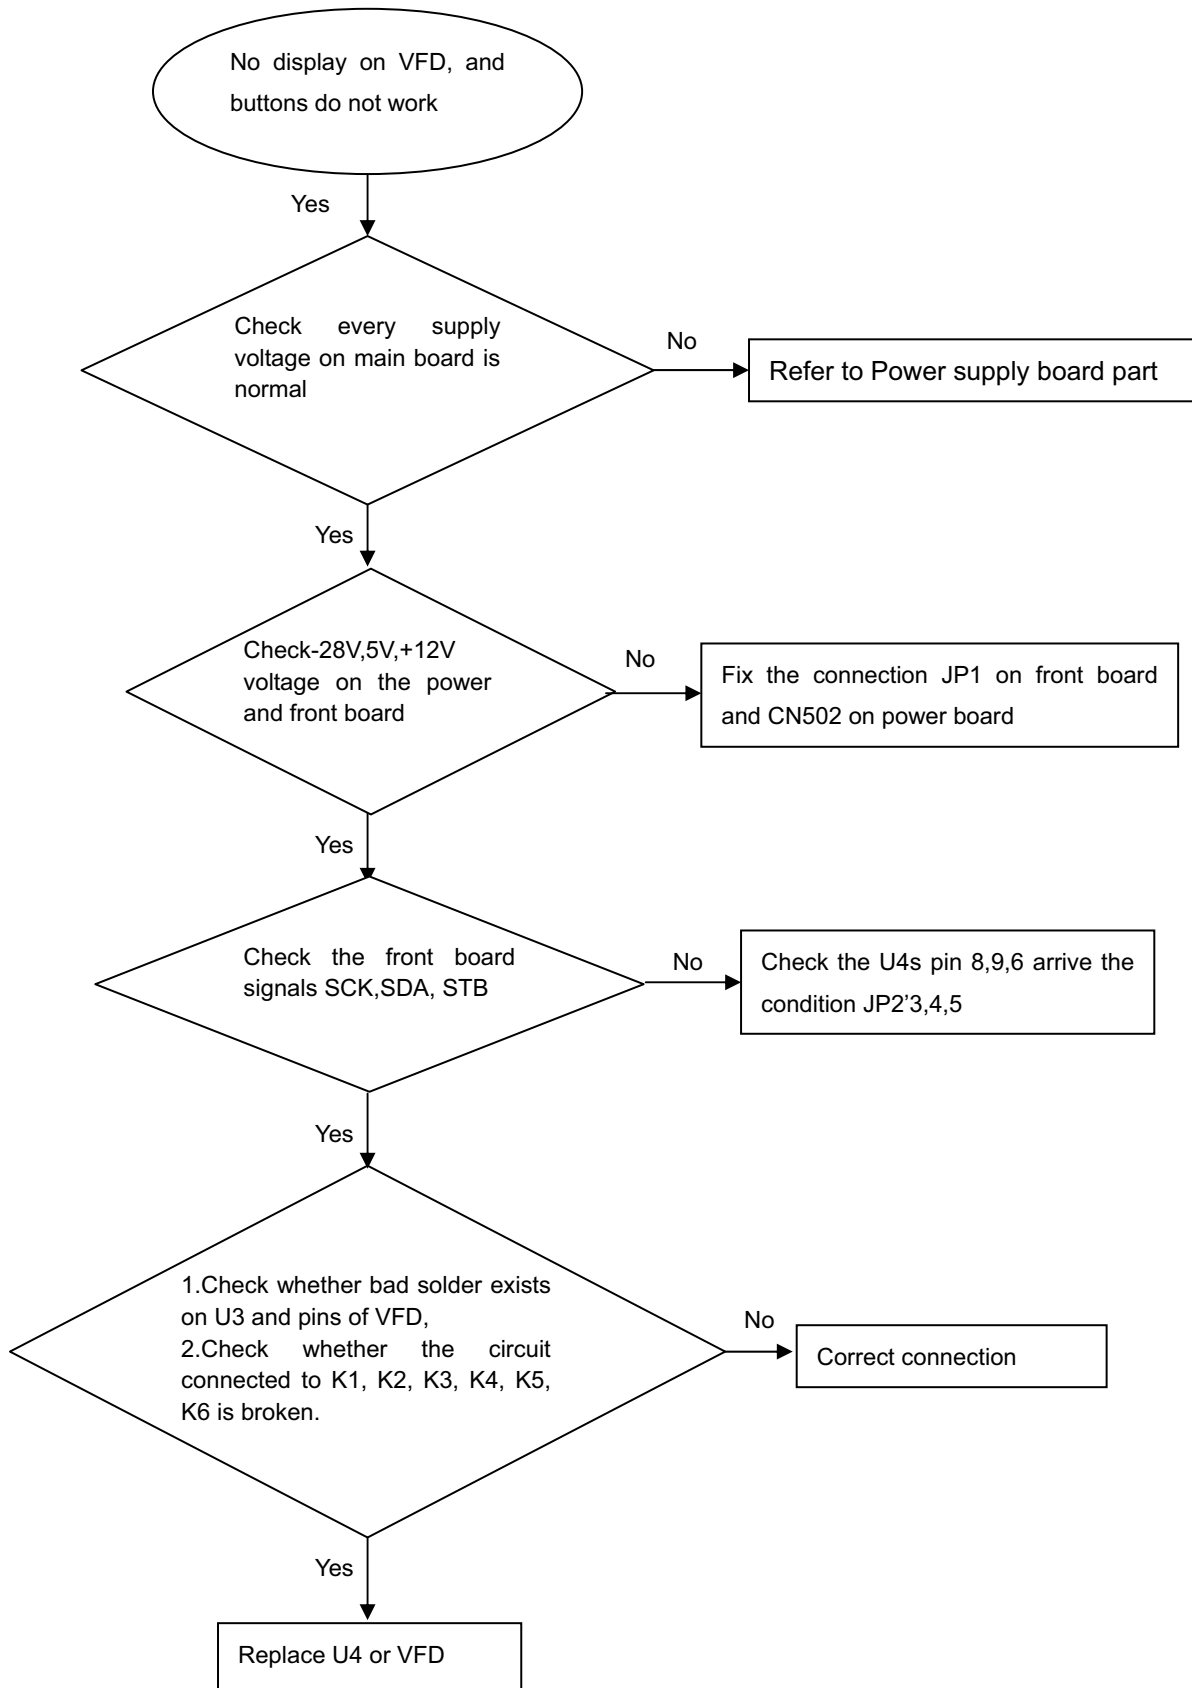 No display on VFD, and
buttons do not work
Yes
Check every supply
voltage on main board is
normal
No
Refer to Power supply board part
Yes
Check-28V,5V,+12V
voltage on the power
and front board
No
Fix the connection JP1 on front board
and CN502 on power board
Yes
Check the front board
signals SCK,SDA, STB
No
Check the U4s pin 8,9,6 arrive the
condition JP2’3,4,5
Yes
1.Check whether bad solder exists
on U3 and pins of VFD,
2.Check whether the circuit
connected to K1, K2, K3, K4, K5,
K6 is broken.
No
Correct connection
Yes
Replace U4 or VFD